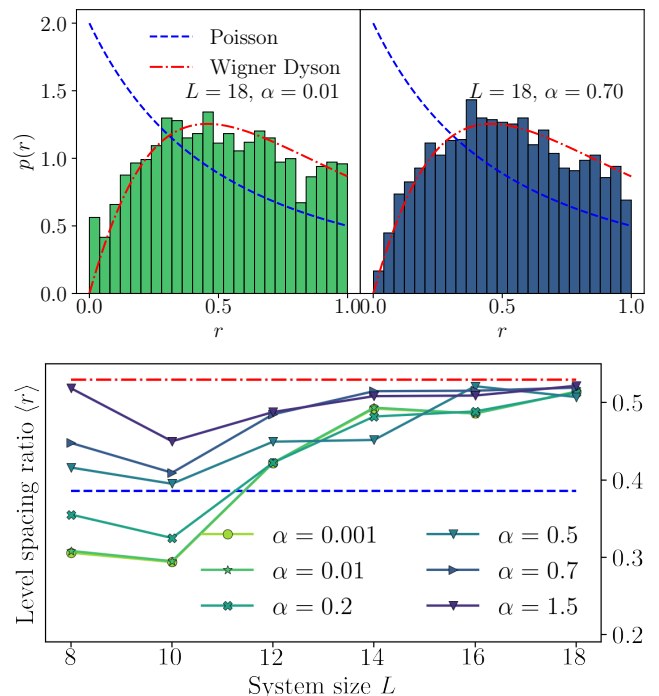 2.0
1.5
1.0
0.5
0.0
p(r)
Poisson
Wigner Dyson
L = 18, α = 0.01
L = 18, α = 0.70
0.0 0.5 1.0
0.0 0.5 1.0
r
r
Level spacing ratio ⟨r⟩
0.5
0.4
0.3
0.2
α = 0.001
α = 0.01
α = 0.2
α = 0.5
α = 0.7
α = 1.5
8 10 12 14 16 18
System size L